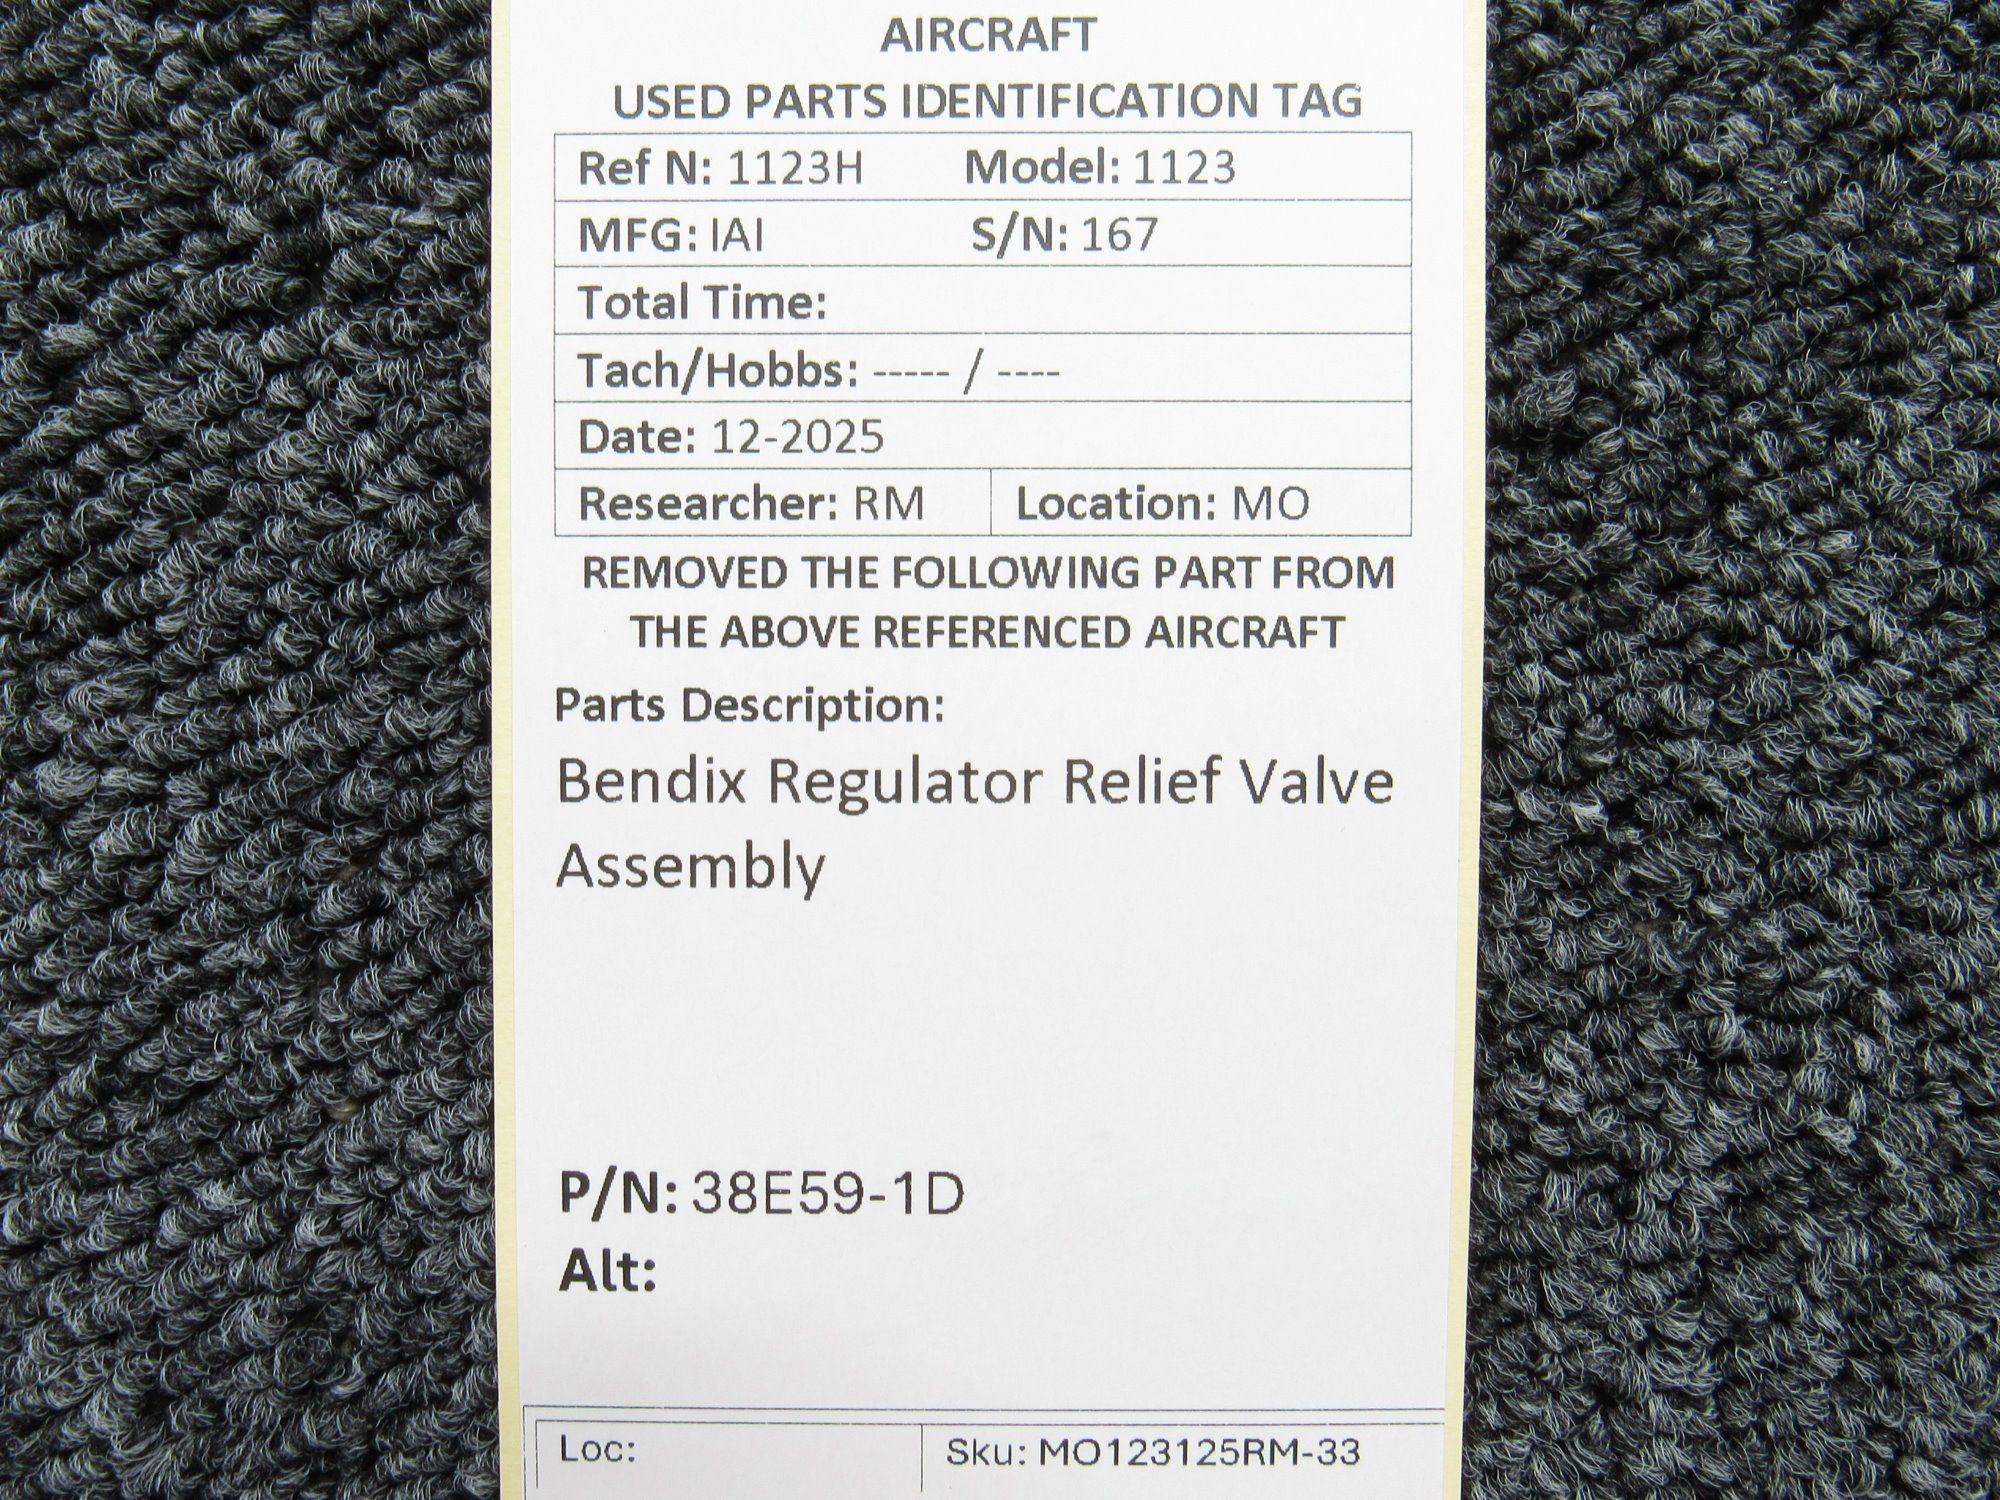 AIRCRAFT
USED PARTS IDENTIFICATION TAG
Ref N: 1123H Model: 1123
MFG: IAI S/N: 167
Total Time:
Tach/Hobbs: ----- / ----
Date: 12-2025
Researcher: RM Location: MO
REMOVED THE FOLLOWING PART FROM
THE ABOVE REFERENCED AIRCRAFT
Parts Description:
Bendix Regulator Relief Valve
Assembly
P/N: 38E59-1D
Alt:
Loc: Sku: MO123125RM-33